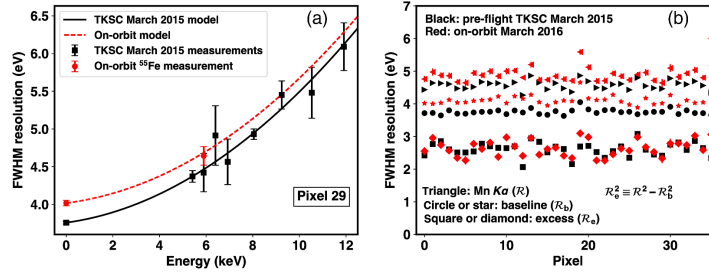 (a)
TKSC March 2015 model
On-orbit model
TKSC March 2015 measurements
On-orbit ⁵⁵Fe measurement
Pixel 29
FWHM resolution (eV)
6.5
6.0
5.5
5.0
4.5
4.0
0 2 4 6 8 10 12
Energy (keV)
(b)
Black: pre-flight TKSC March 2015
Red: on-orbit March 2016
FWHM resolution (eV)
7
6
5
4
3
2
1
0
Triangle: Mn Kα (ℛ)
Circle or star: baseline (ℛb)
Square or diamond: excess (ℛe)
ℛe² ≡ ℛ² − ℛb²
0 5 10 15 20 25 30 35
Pixel